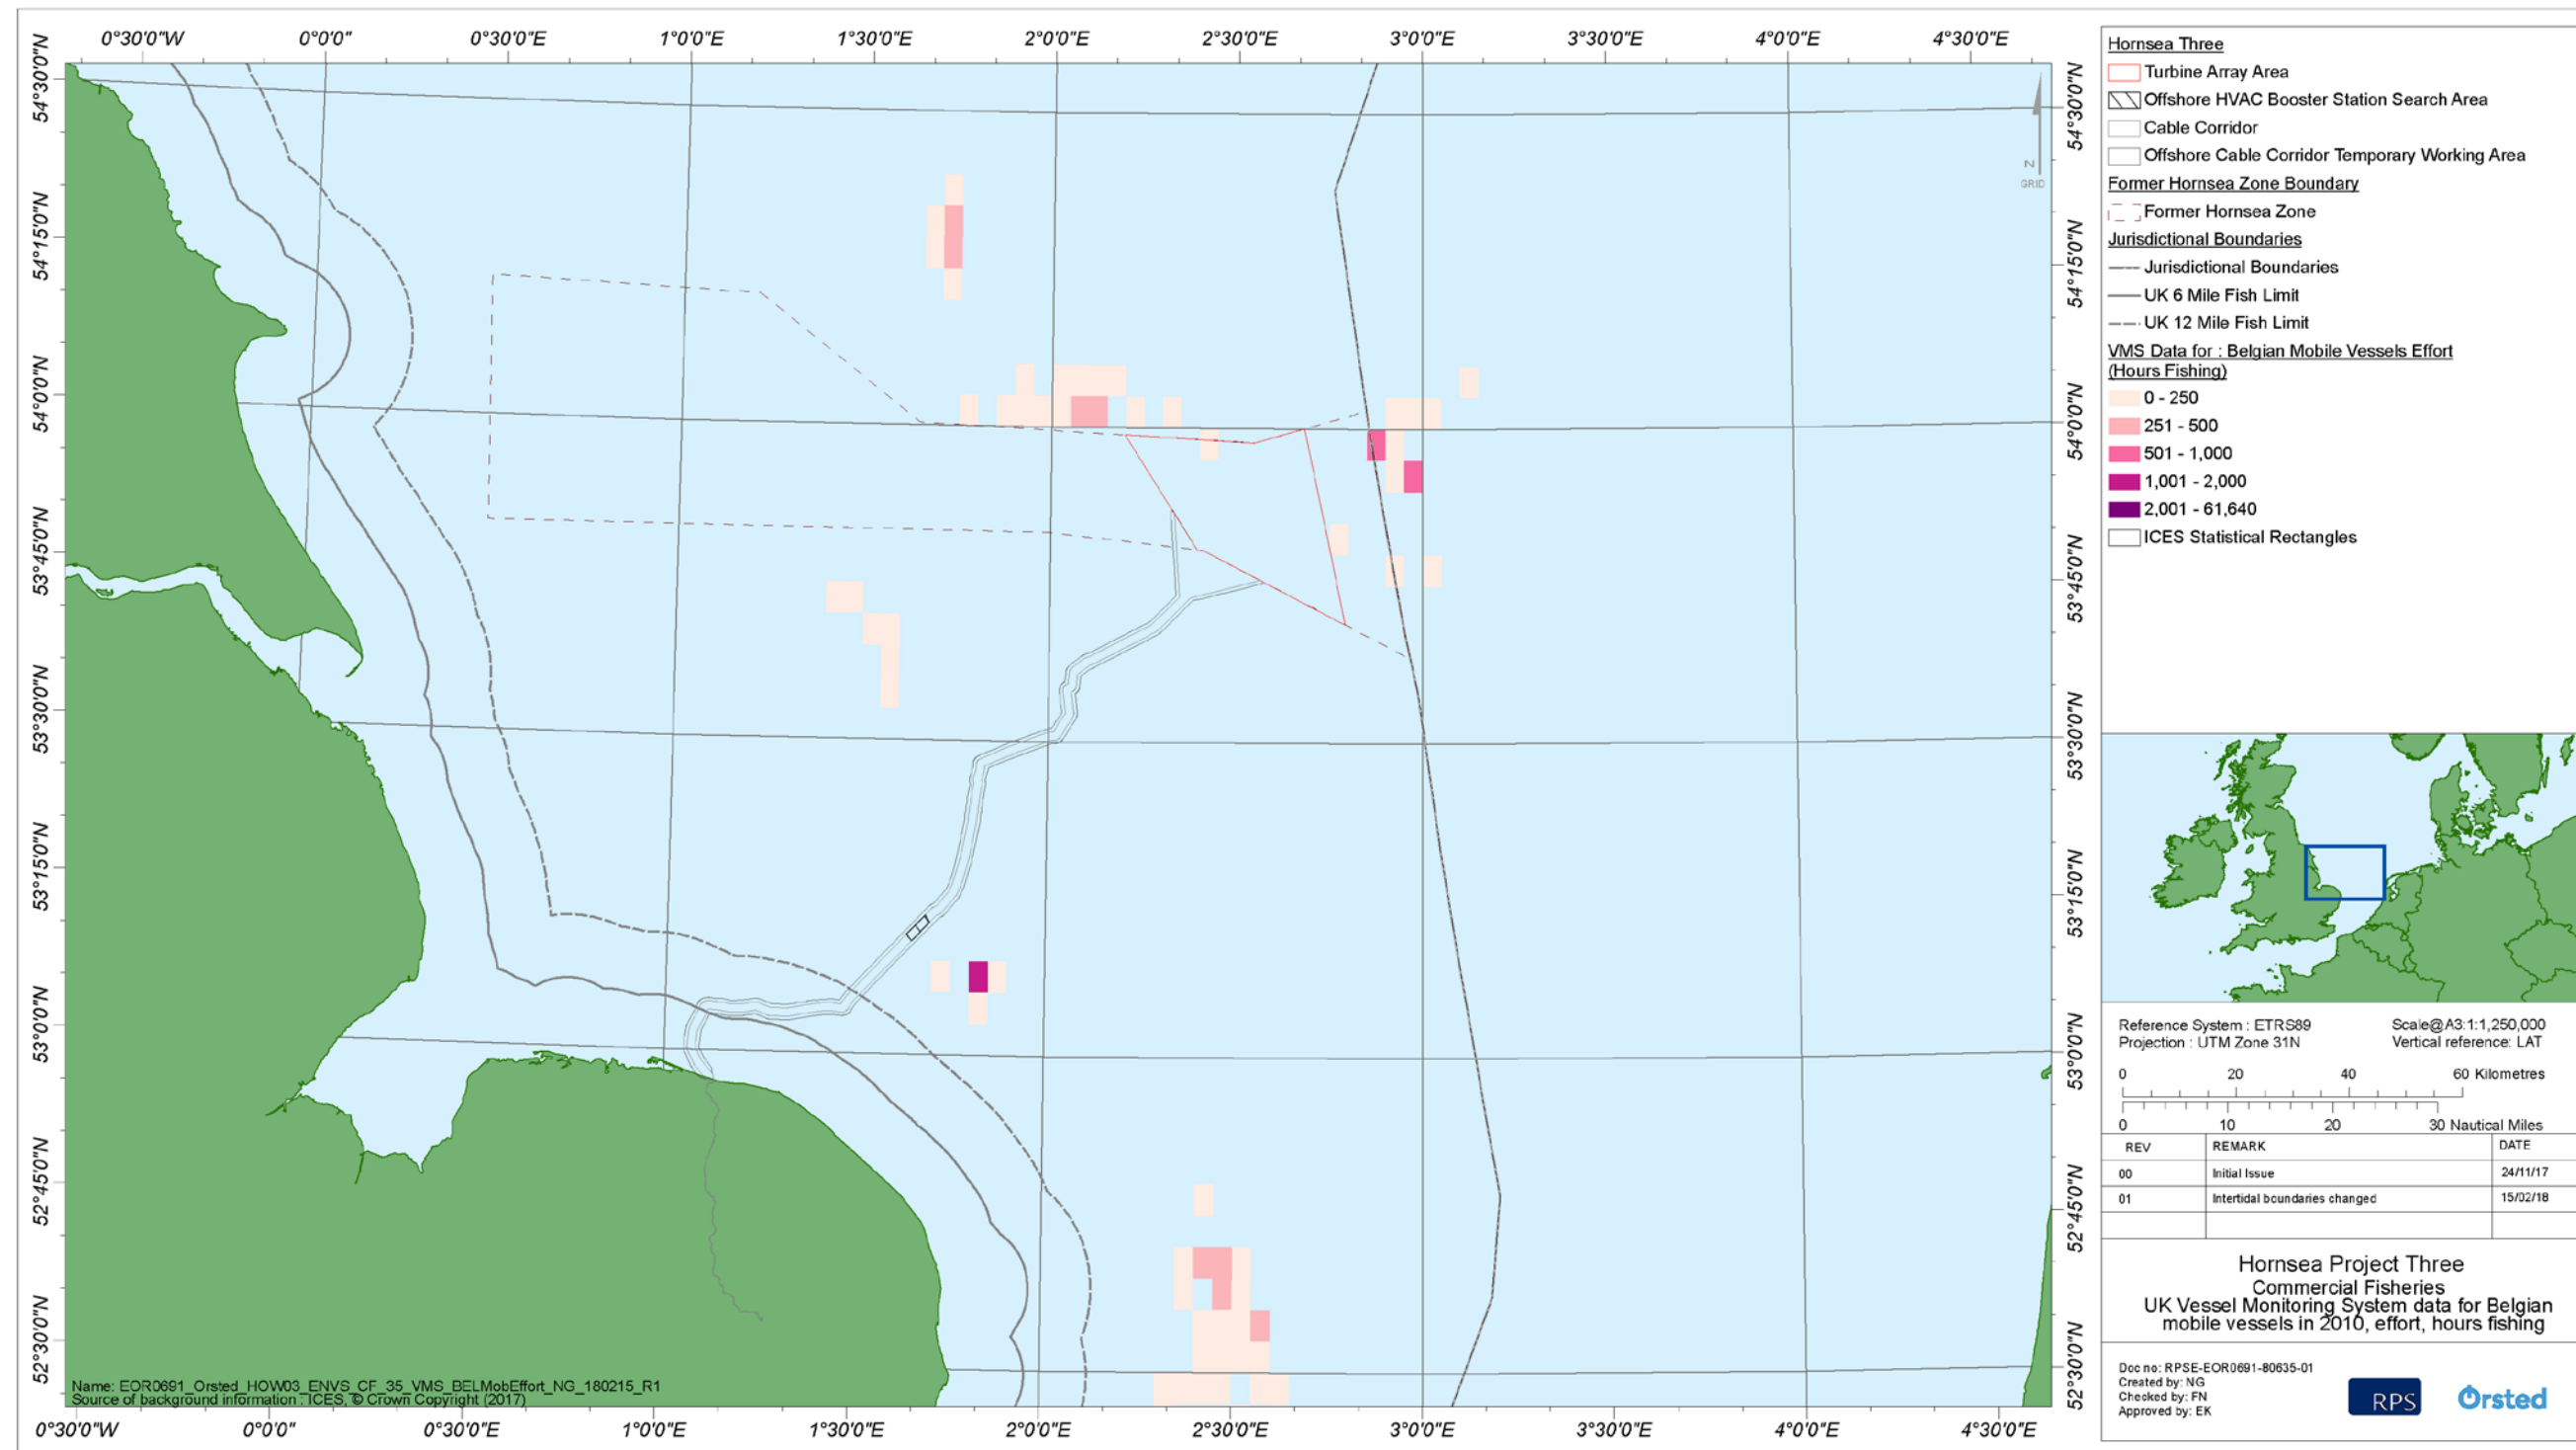 0°30'0"W 0°0'0" 0°30'0"E 1°0'0"E 1°30'0"E 2°0'0"E 2°30'0"E 3°0'0"E 3°30'0"E 4°0'0"E 4°30'0"E
54°30'0"N
54°15'0"N
54°0'0"N
53°45'0"N
53°30'0"N
53°15'0"N
53°0'0"N
52°45'0"N
52°30'0"N
N
GRID
54°30'0"N
54°15'0"N
54°0'0"N
53°45'0"N
53°30'0"N
53°15'0"N
53°0'0"N
52°45'0"N
52°30'0"N
Name: EOR0691_Orsted_HOW03_ENVS_CF_35_VMS_BELMobEffort_NG_180215_R1
Source of background information : ICES, © Crown Copyright (2017)
0°30'0"W 0°0'0" 0°30'0"E 1°0'0"E 1°30'0"E 2°0'0"E 2°30'0"E 3°0'0"E 3°30'0"E 4°0'0"E 4°30'0"E
Hornsea Three
Turbine Array Area
Offshore HVAC Booster Station Search Area
Cable Corridor
Offshore Cable Corridor Temporary Working Area
Former Hornsea Zone Boundary
Former Hornsea Zone
Jurisdictional Boundaries
Jurisdictional Boundaries
UK 6 Mile Fish Limit
UK 12 Mile Fish Limit
VMS Data for : Belgian Mobile Vessels Effort
(Hours Fishing)
0 - 250
251 - 500
501 - 1,000
1,001 - 2,000
2,001 - 61,640
ICES Statistical Rectangles
Reference System : ETRS89 Scale@A3:1:1,250,000
Projection : UTM Zone 31N Vertical reference: LAT
0 20 40 60 Kilometres
0 10 20 30 Nautical Miles
REV REMARK DATE
00 Initial Issue 24/11/17
01 Intertidal boundaries changed 15/02/18
Hornsea Project Three
Commercial Fisheries
UK Vessel Monitoring System data for Belgian
mobile vessels in 2010, effort, hours fishing
Doc no: RPSE-EOR0691-80635-01
Created by: NG
Checked by: FN
Approved by: EK
RPS Ørsted